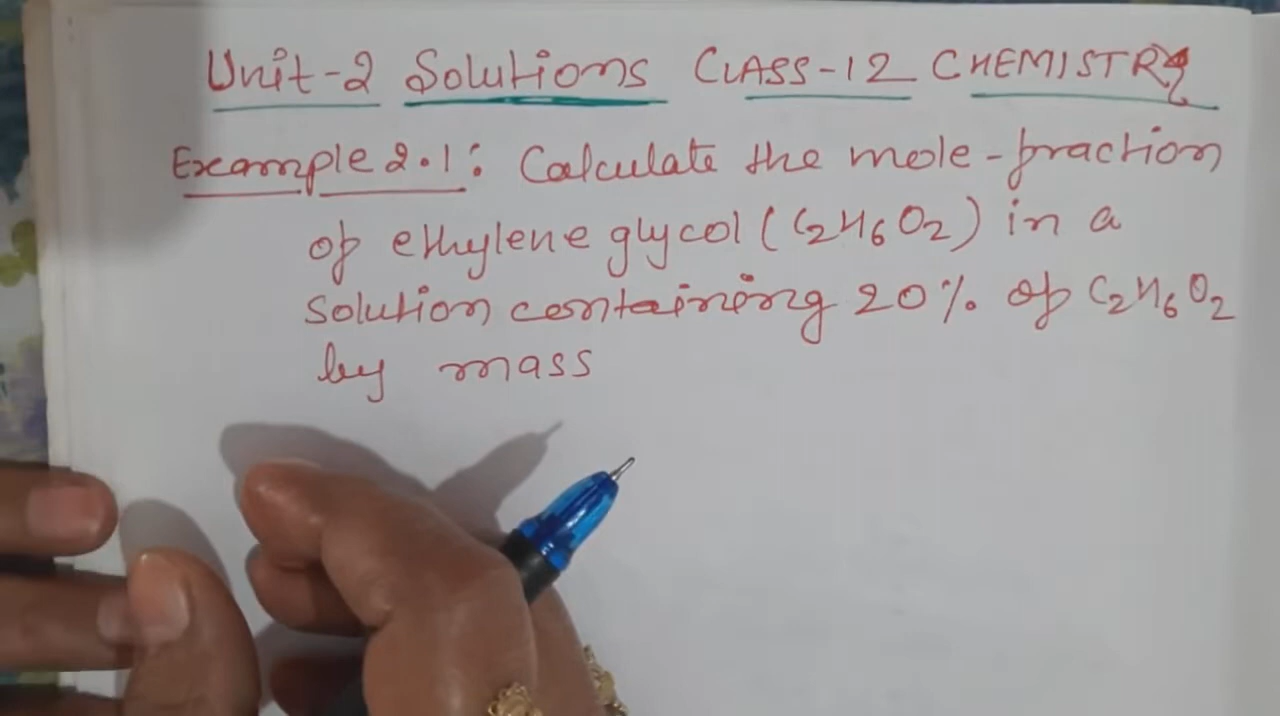 Unit-2 Solutions CLASS-12 CHEMISTRY
Example 2.1: Calculate the mole-fraction
of ethylene glycol (C2H6O2) in a
solution containing 20% of C2H6O2
by mass